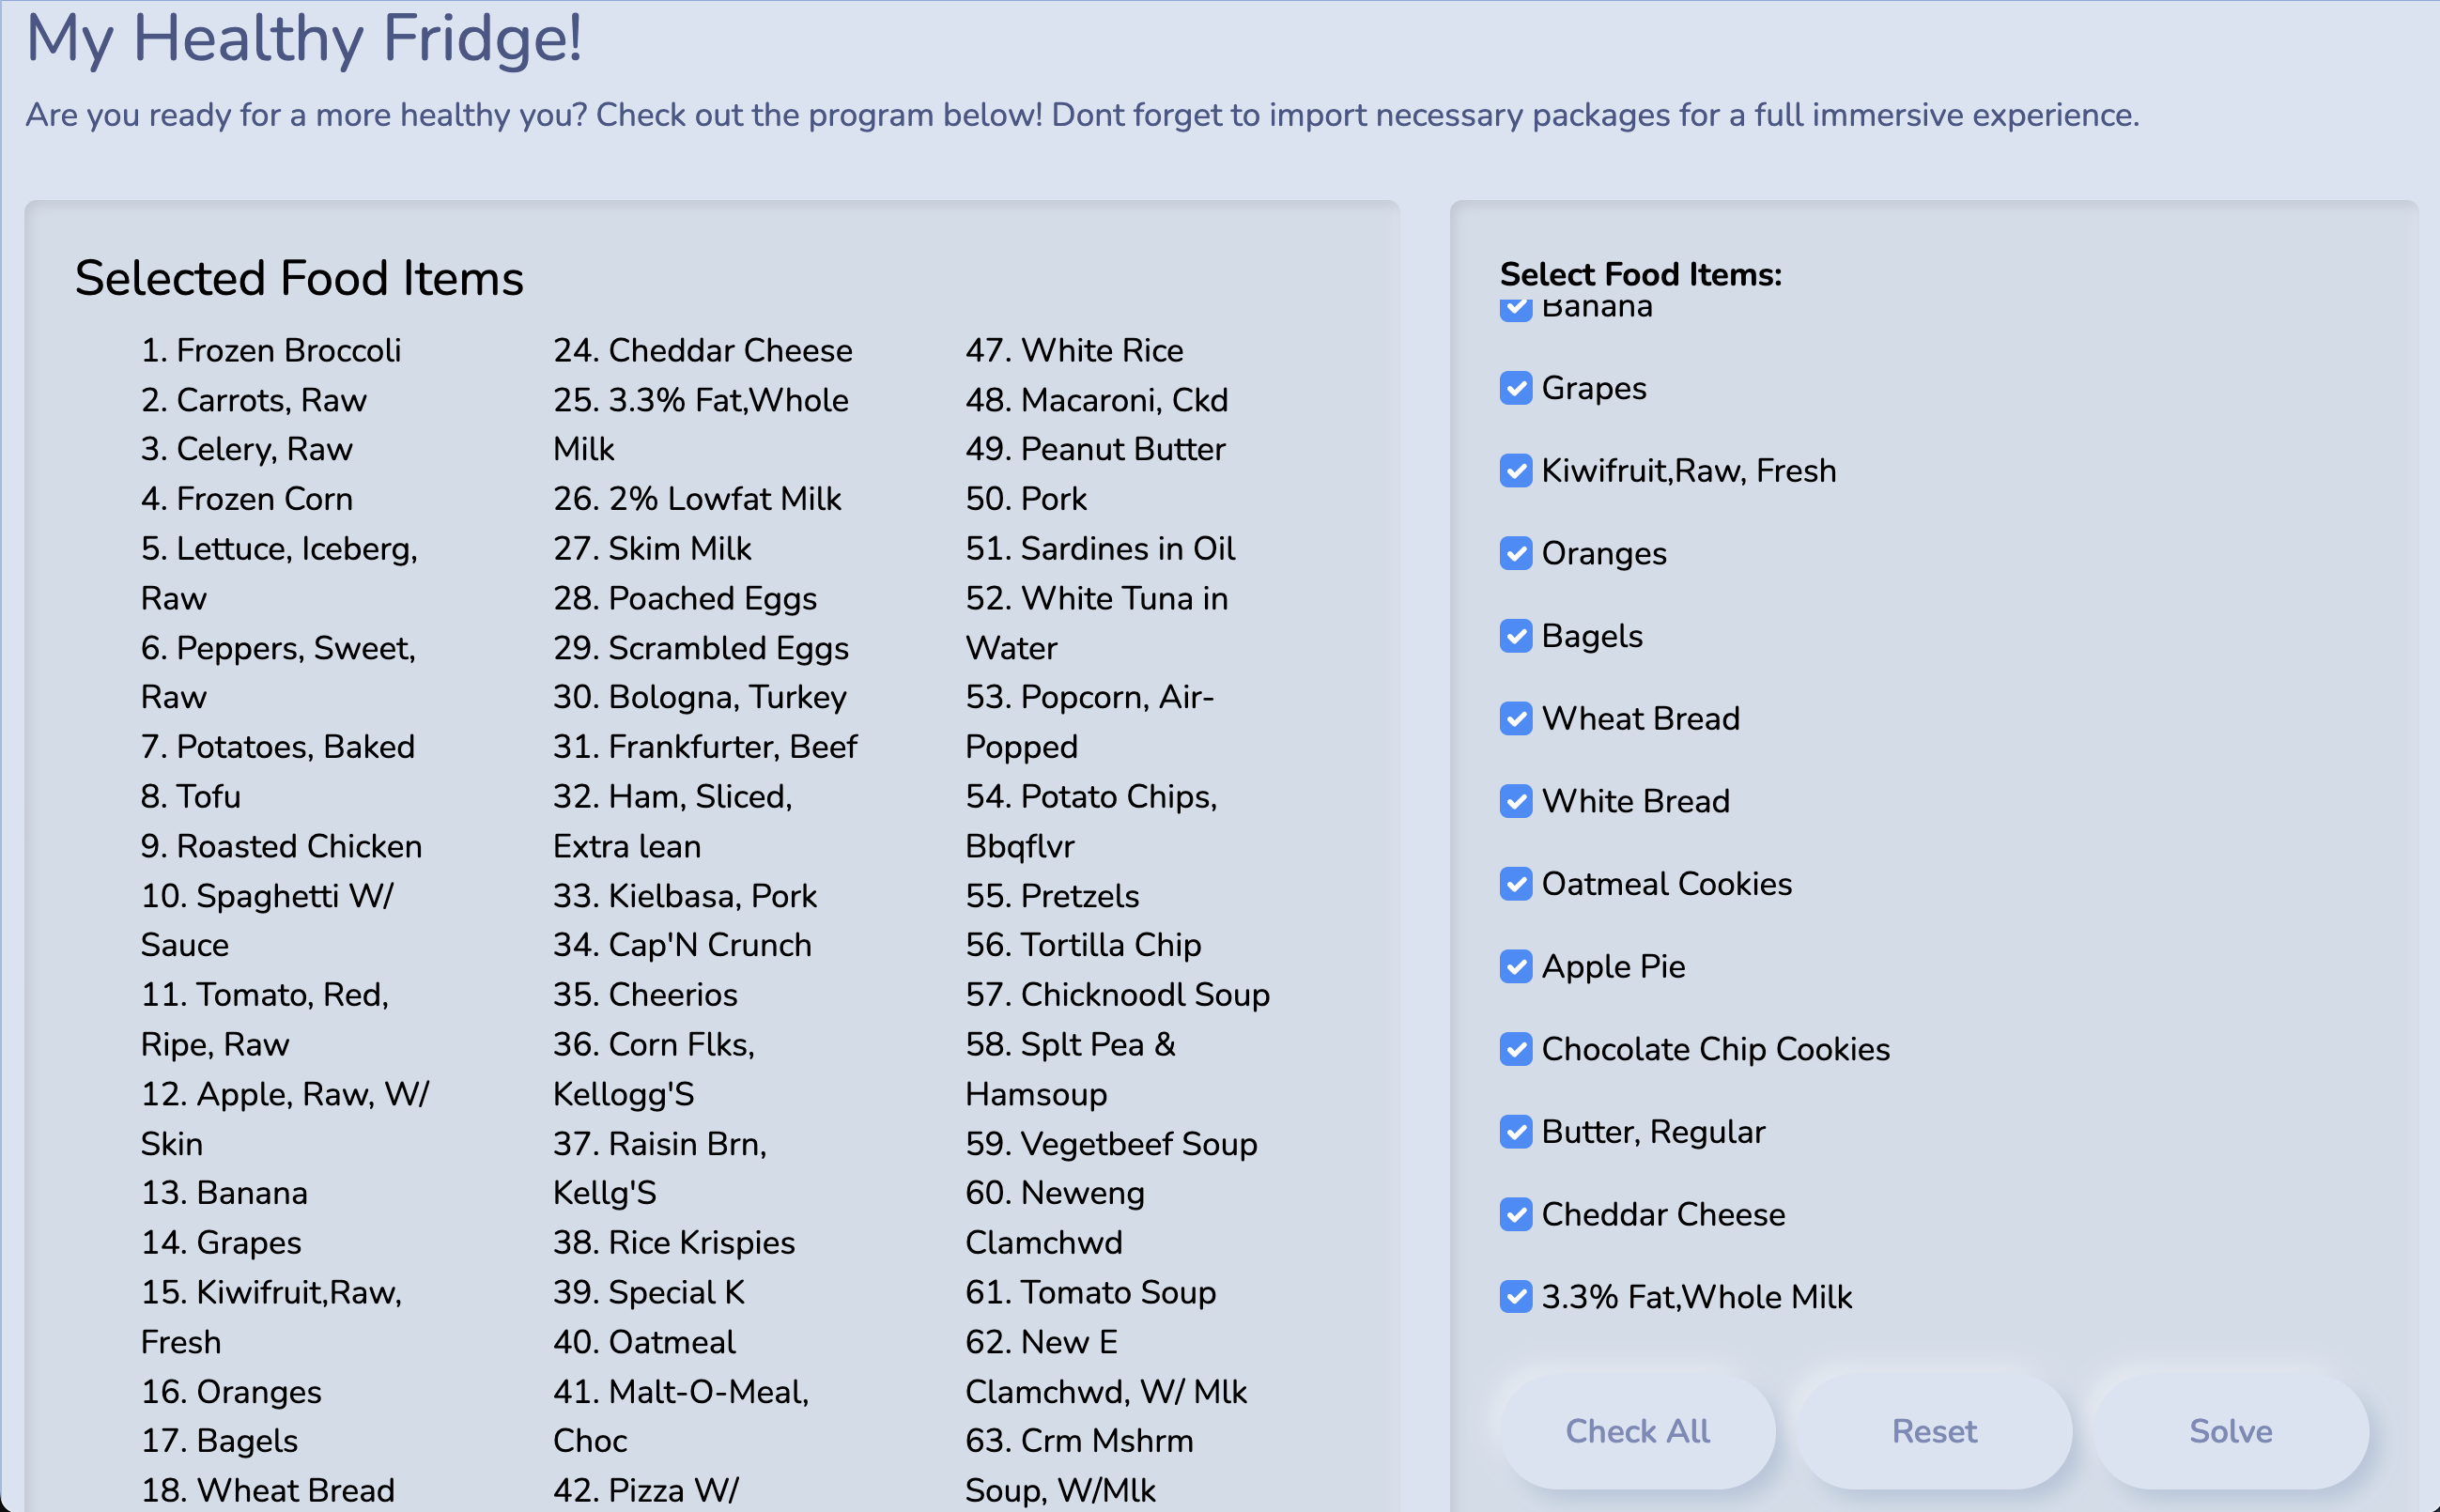 My Healthy Fridge!
Are you ready for a more healthy you? Check out the program below! Dont forget to import necessary packages for a full immersive experience.
Selected Food Items
1. Frozen Broccoli
2. Carrots, Raw
3. Celery, Raw
4. Frozen Corn
5. Lettuce, Iceberg,
Raw
6. Peppers, Sweet,
Raw
7. Potatoes, Baked
8. Tofu
9. Roasted Chicken
10. Spaghetti W/
Sauce
11. Tomato, Red,
Ripe, Raw
12. Apple, Raw, W/
Skin
13. Banana
14. Grapes
15. Kiwifruit,Raw,
Fresh
16. Oranges
17. Bagels
18. Wheat Bread
24. Cheddar Cheese
25. 3.3% Fat,Whole
Milk
26. 2% Lowfat Milk
27. Skim Milk
28. Poached Eggs
29. Scrambled Eggs
30. Bologna, Turkey
31. Frankfurter, Beef
32. Ham, Sliced,
Extra lean
33. Kielbasa, Pork
34. Cap'N Crunch
35. Cheerios
36. Corn Flks,
Kellogg'S
37. Raisin Brn,
Kellg'S
38. Rice Krispies
39. Special K
40. Oatmeal
41. Malt-O-Meal,
Choc
42. Pizza W/
47. White Rice
48. Macaroni, Ckd
49. Peanut Butter
50. Pork
51. Sardines in Oil
52. White Tuna in
Water
53. Popcorn, Air-
Popped
54. Potato Chips,
Bbqflvr
55. Pretzels
56. Tortilla Chip
57. Chicknoodl Soup
58. Splt Pea &
Hamsoup
59. Vegetbeef Soup
60. Neweng
Clamchwd
61. Tomato Soup
62. New E
Clamchwd, W/ Mlk
63. Crm Mshrm
Soup, W/Mlk
Select Food Items:
Banana
Grapes
Kiwifruit,Raw, Fresh
Oranges
Bagels
Wheat Bread
White Bread
Oatmeal Cookies
Apple Pie
Chocolate Chip Cookies
Butter, Regular
Cheddar Cheese
3.3% Fat,Whole Milk
Check All
Reset
Solve